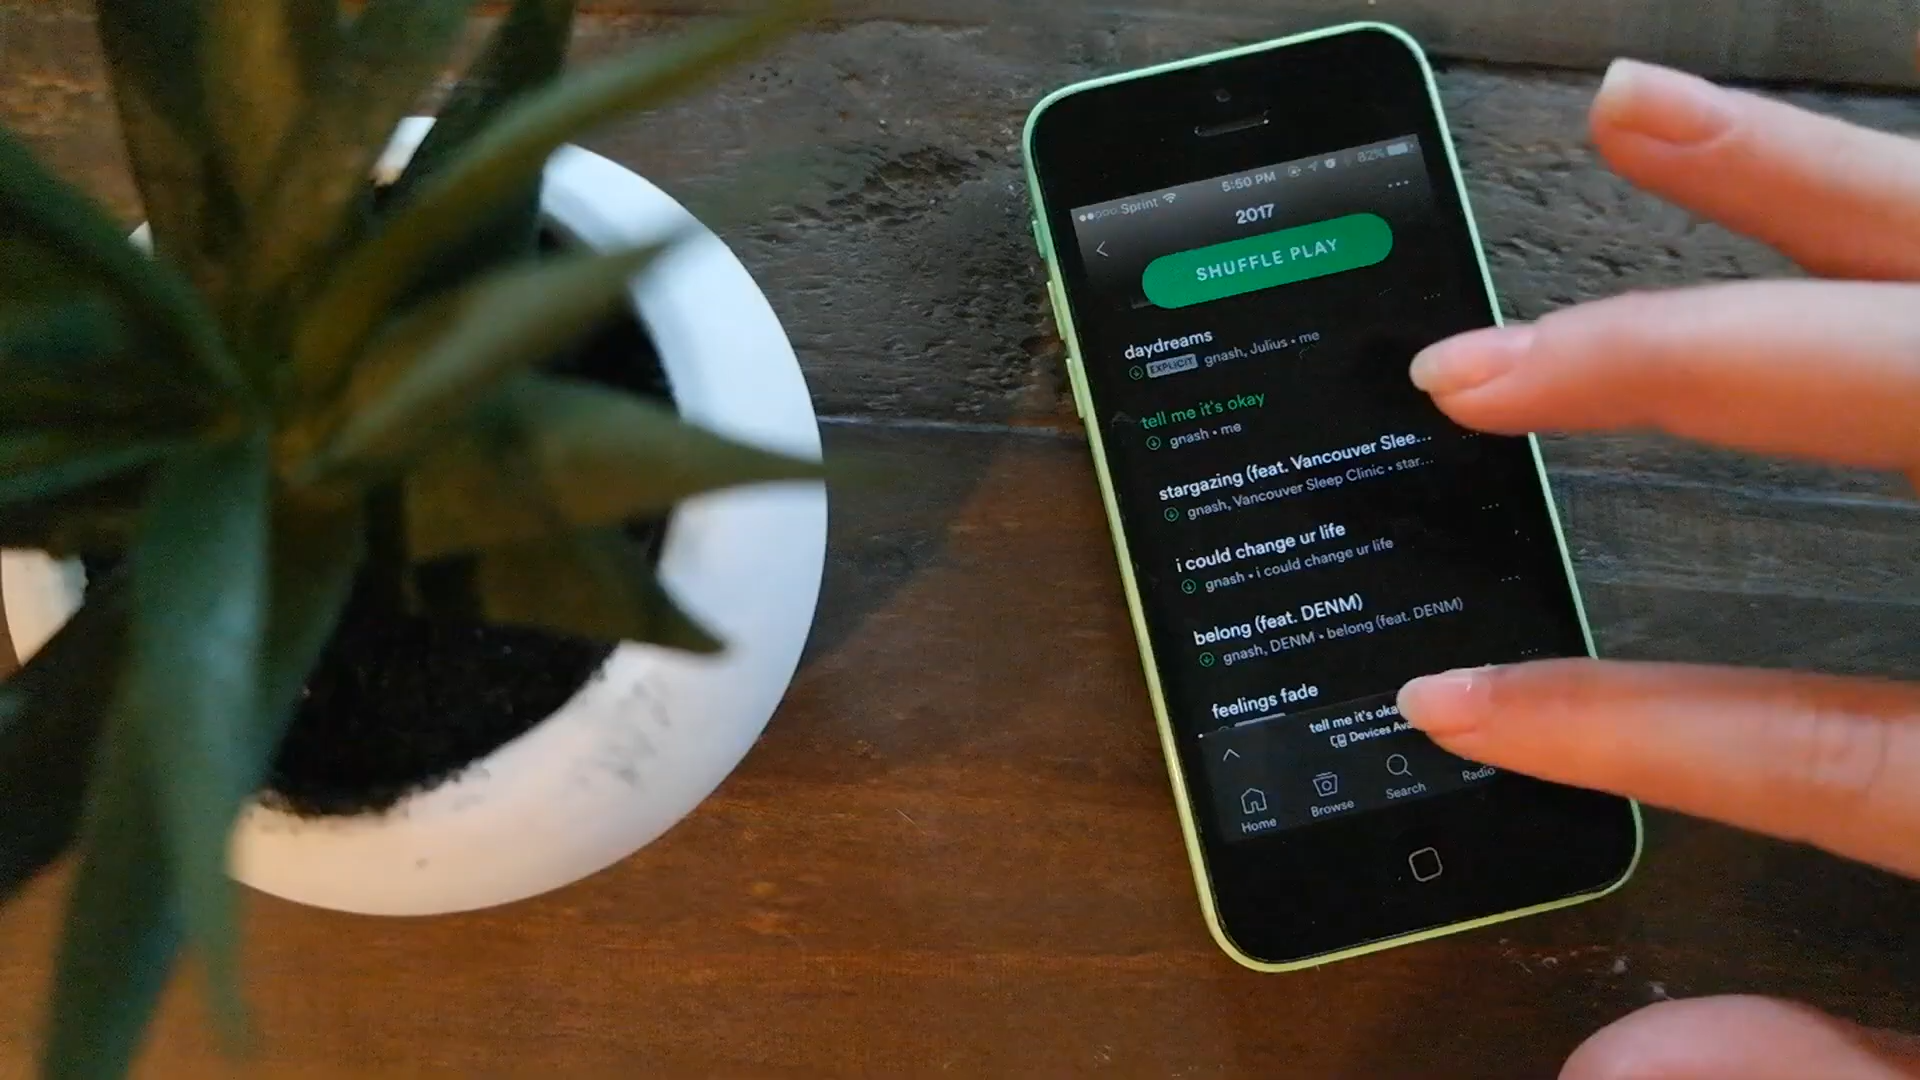 Sprint 5:50 PM 82%
2017
SHUFFLE PLAY
daydreams
EXPLICIT gnash, Julius • me
tell me it's okay
gnash • me
stargazing (feat. Vancouver Slee...
gnash, Vancouver Sleep Clinic • star...
i could change ur life
gnash • i could change ur life
belong (feat. DENM)
gnash, DENM • belong (feat. DENM)
feelings fade
tell me it's oka
Devices Ava
Home Browse Search Radio